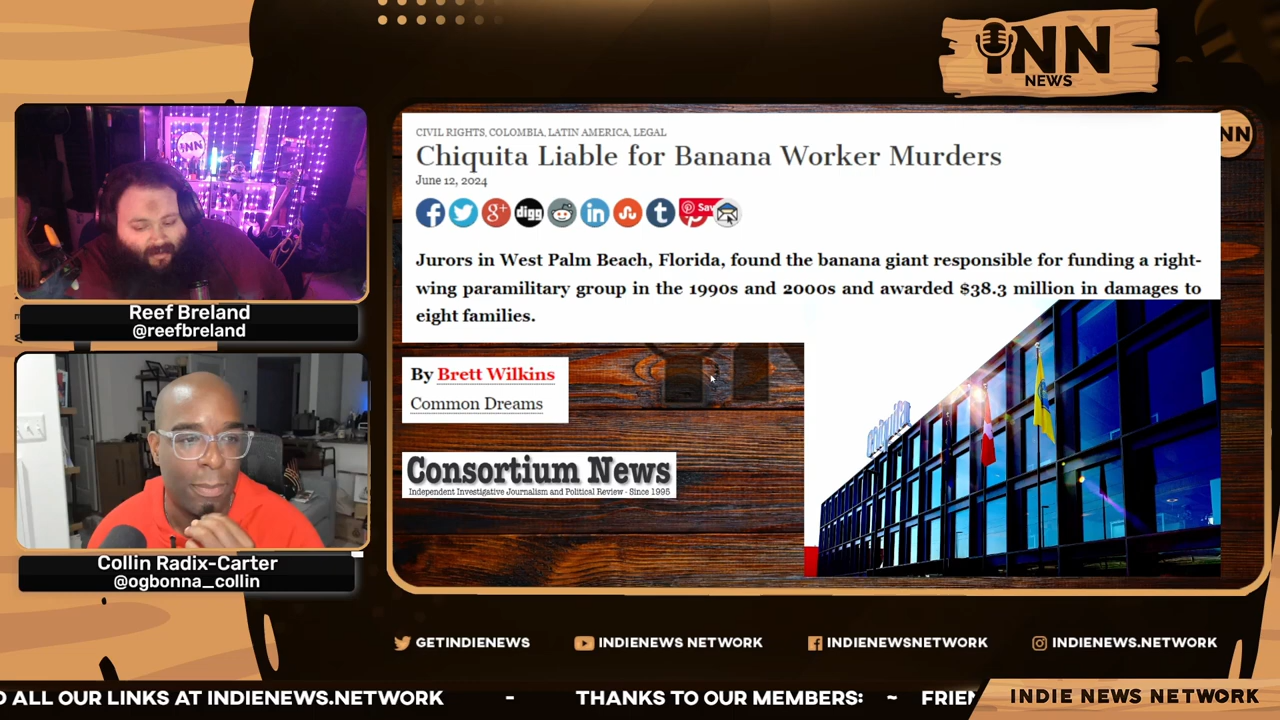 iNN
NEWS
iNN
Reef Breland
@reefbreland
Collin Radix-Carter
@ogbonna_collin
CIVIL RIGHTS, COLOMBIA, LATIN AMERICA, LEGAL
Chiquita Liable for Banana Worker Murders
June 12, 2024
digg
Save
Jurors in West Palm Beach, Florida, found the banana giant responsible for funding a right-
wing paramilitary group in the 1990s and 2000s and awarded $38.3 million in damages to
eight families.
By Brett Wilkins
Common Dreams
Consortium News
Independent Investigative Journalism and Political Review - Since 1995
chiquita
GETINDIENEWS
INDIENEWS NETWORK
INDIENEWSNETWORK
INDIENEWS.NETWORK
ALL OUR LINKS AT INDIENEWS.NETWORK - THANKS TO OUR MEMBERS: ~
INDIE NEWS NETWORK